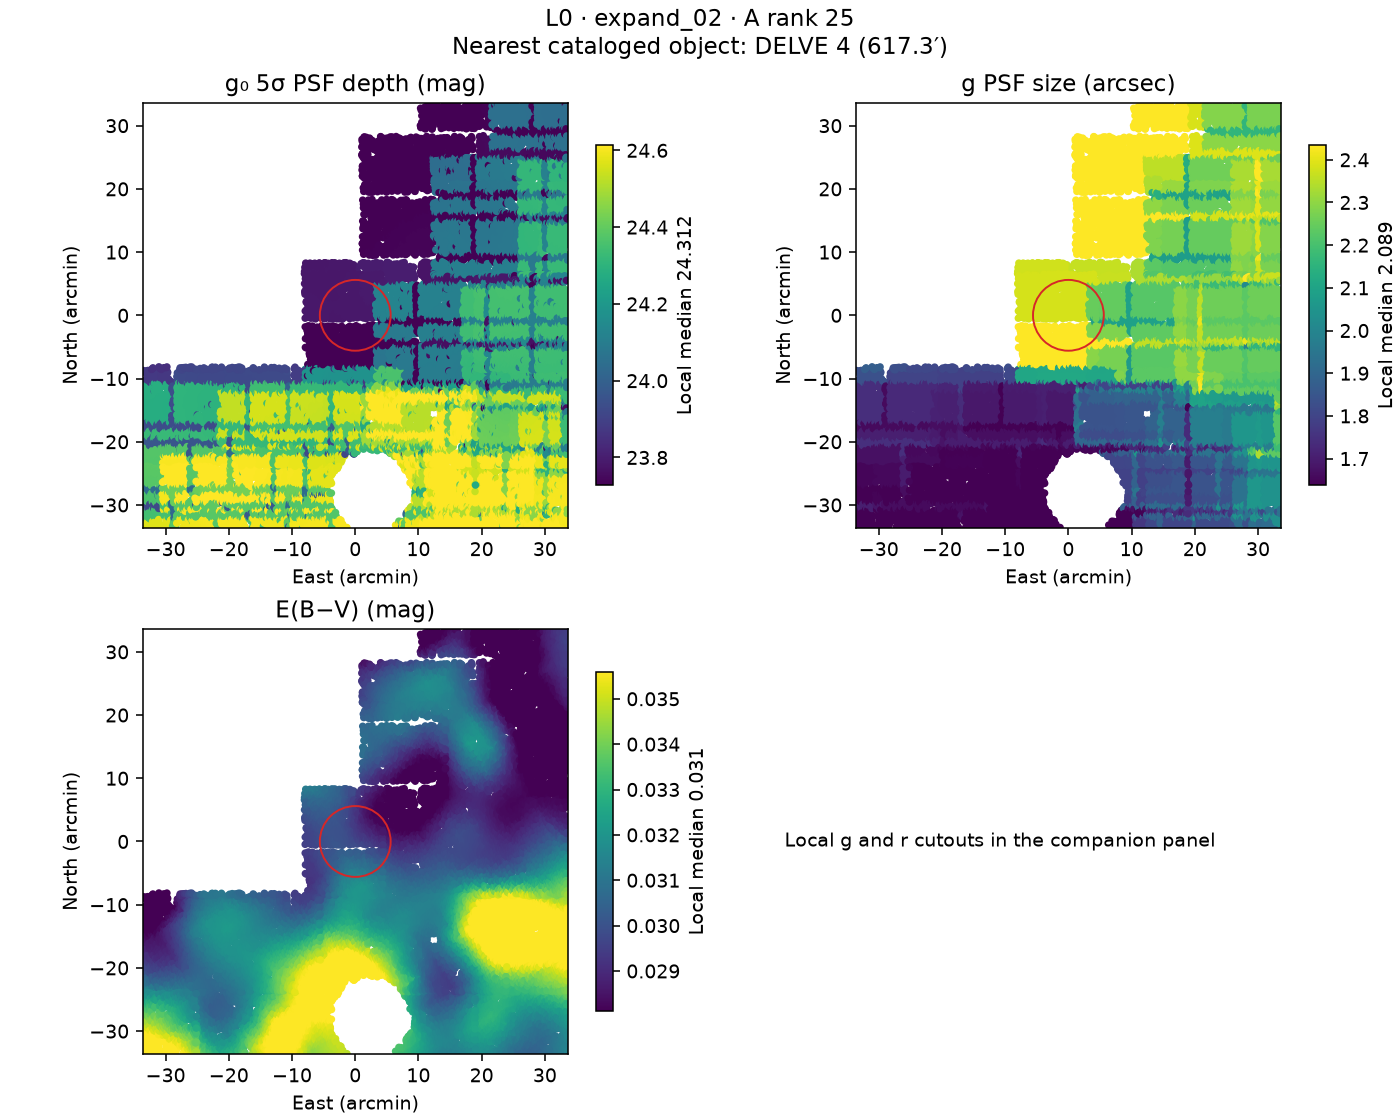 L0 · expand_02 · A rank 25
Nearest cataloged object: DELVE 4 (617.3′)
g₀ 5σ PSF depth (mag)
30
20
10
0
−10
−20
−30
North (arcmin)
−30 −20 −10 0 10 20 30
East (arcmin)
24.6
24.4
24.2
24.0
23.8
Local median 24.312
g PSF size (arcsec)
30
20
10
0
−10
−20
−30
North (arcmin)
−30 −20 −10 0 10 20 30
East (arcmin)
2.4
2.3
2.2
2.1
2.0
1.9
1.8
1.7
Local median 2.089
E(B−V) (mag)
30
20
10
0
−10
−20
−30
North (arcmin)
−30 −20 −10 0 10 20 30
East (arcmin)
0.035
0.034
0.033
0.032
0.031
0.030
0.029
Local median 0.031
Local g and r cutouts in the companion panel